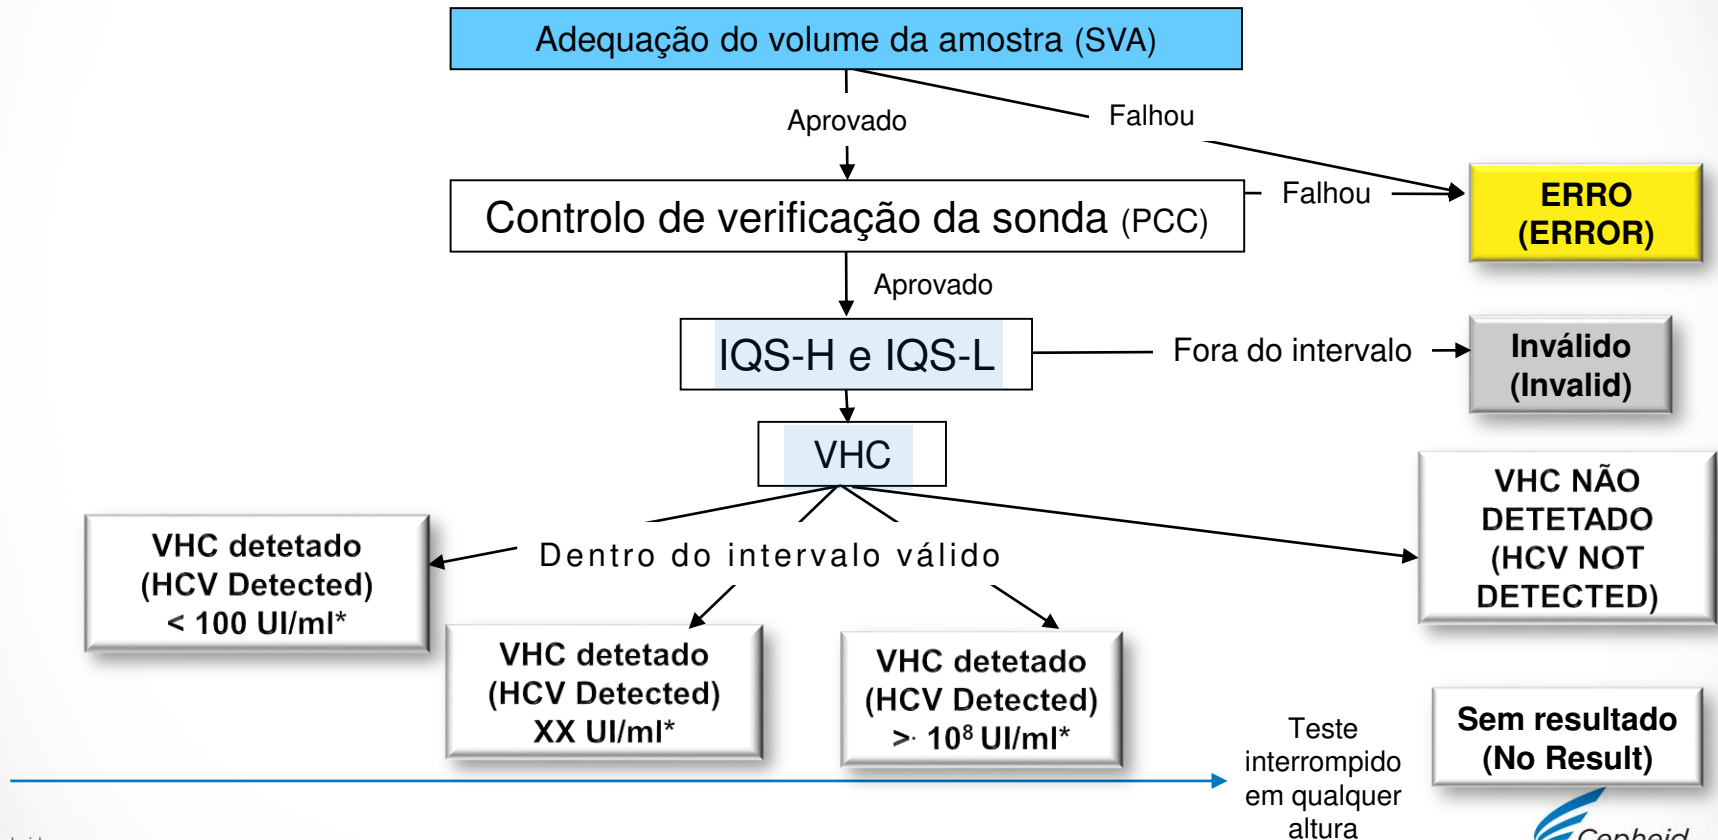 Adequação do volume da amostra (SVA)
Aprovado
Falhou
Controlo de verificação da sonda (PCC)
Falhou
ERRO
(ERROR)
Aprovado
IQS-H e IQS-L
Fora do intervalo
Inválido
(Invalid)
VHC
VHC NÃO
DETETADO
(HCV NOT
DETECTED)
Dentro do intervalo válido
VHC detetado
(HCV Detected)
< 100 UI/ml*
VHC detetado
(HCV Detected)
XX UI/ml*
VHC detetado
(HCV Detected)
> 10⁸ UI/ml*
Teste
interrompido
em qualquer
altura
Sem resultado
(No Result)
Cepheid